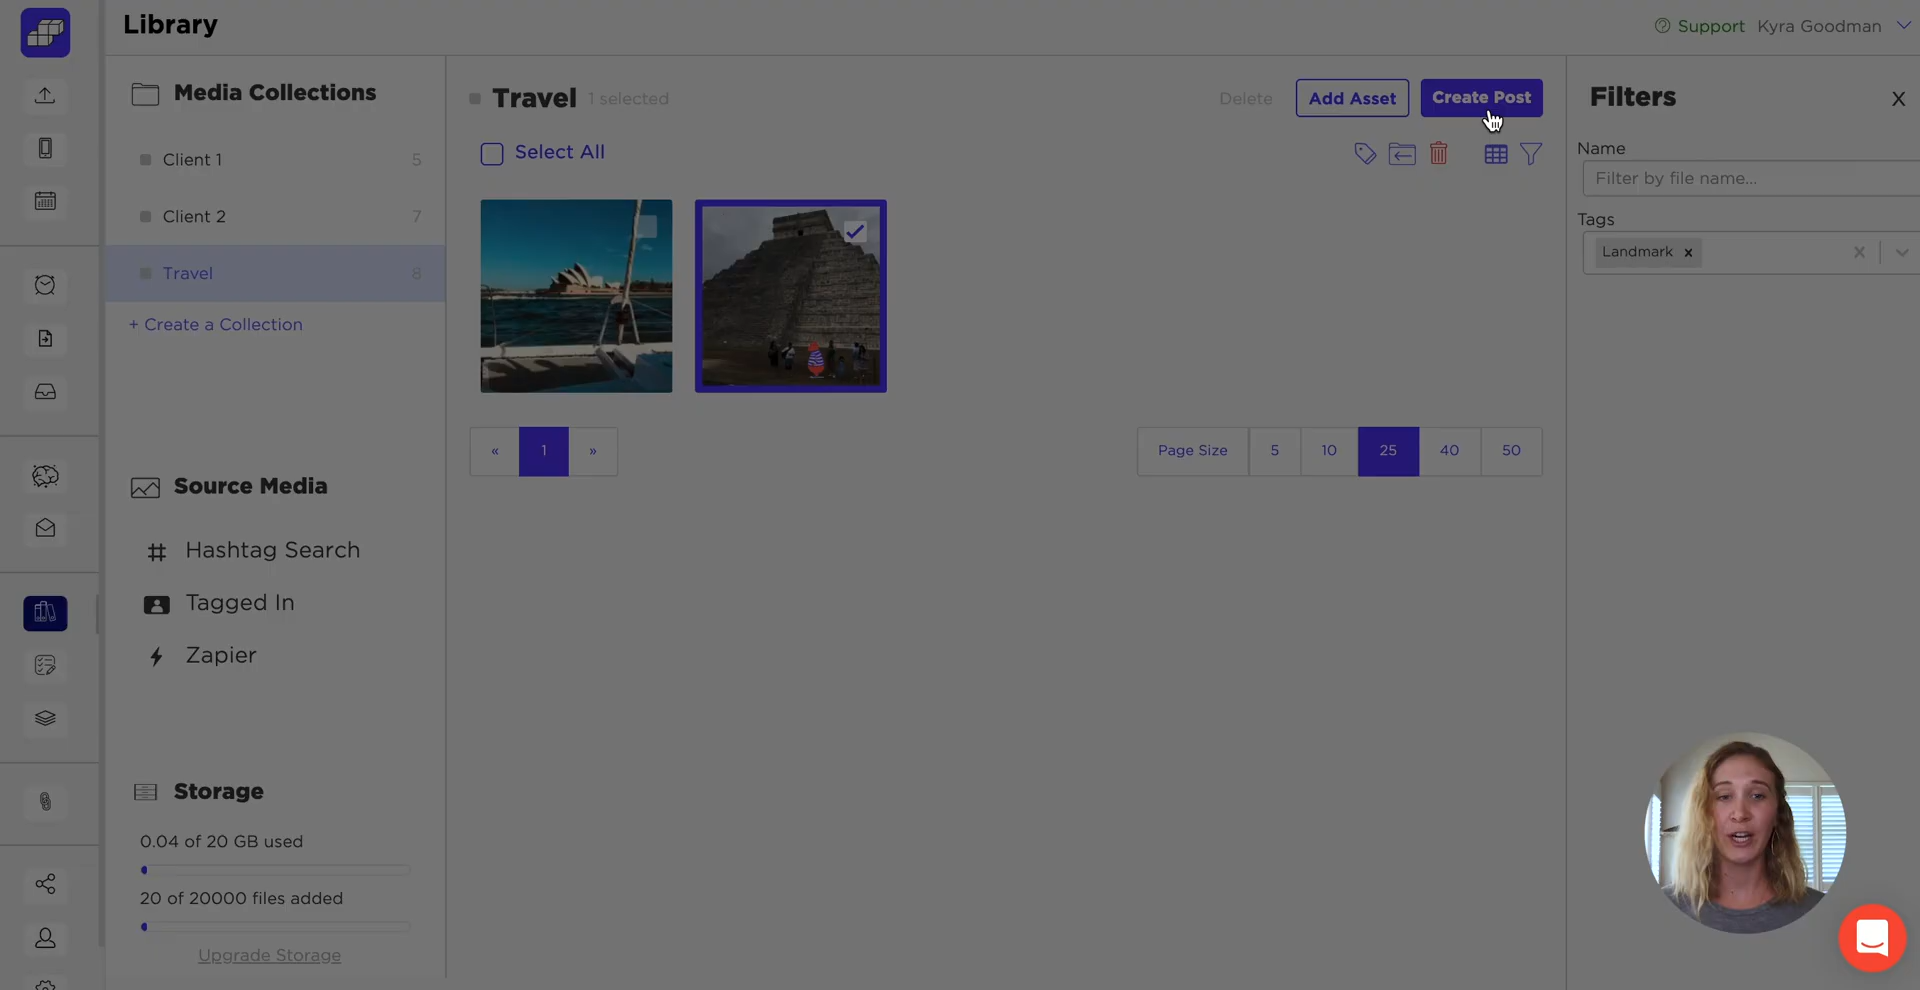 Library
Support Kyra Goodman
Media Collections
Client 1 5
Client 2 7
Travel 8
+ Create a Collection
Source Media
Hashtag Search
Tagged In
Zapier
Storage
0.04 of 20 GB used
20 of 20000 files added
Upgrade Storage
Travel 1 selected
Delete Add Asset Create Post
Select All
« 1 »
Page Size 5 10 25 40 50
Filters X
Name
Filter by file name...
Tags
Landmark x